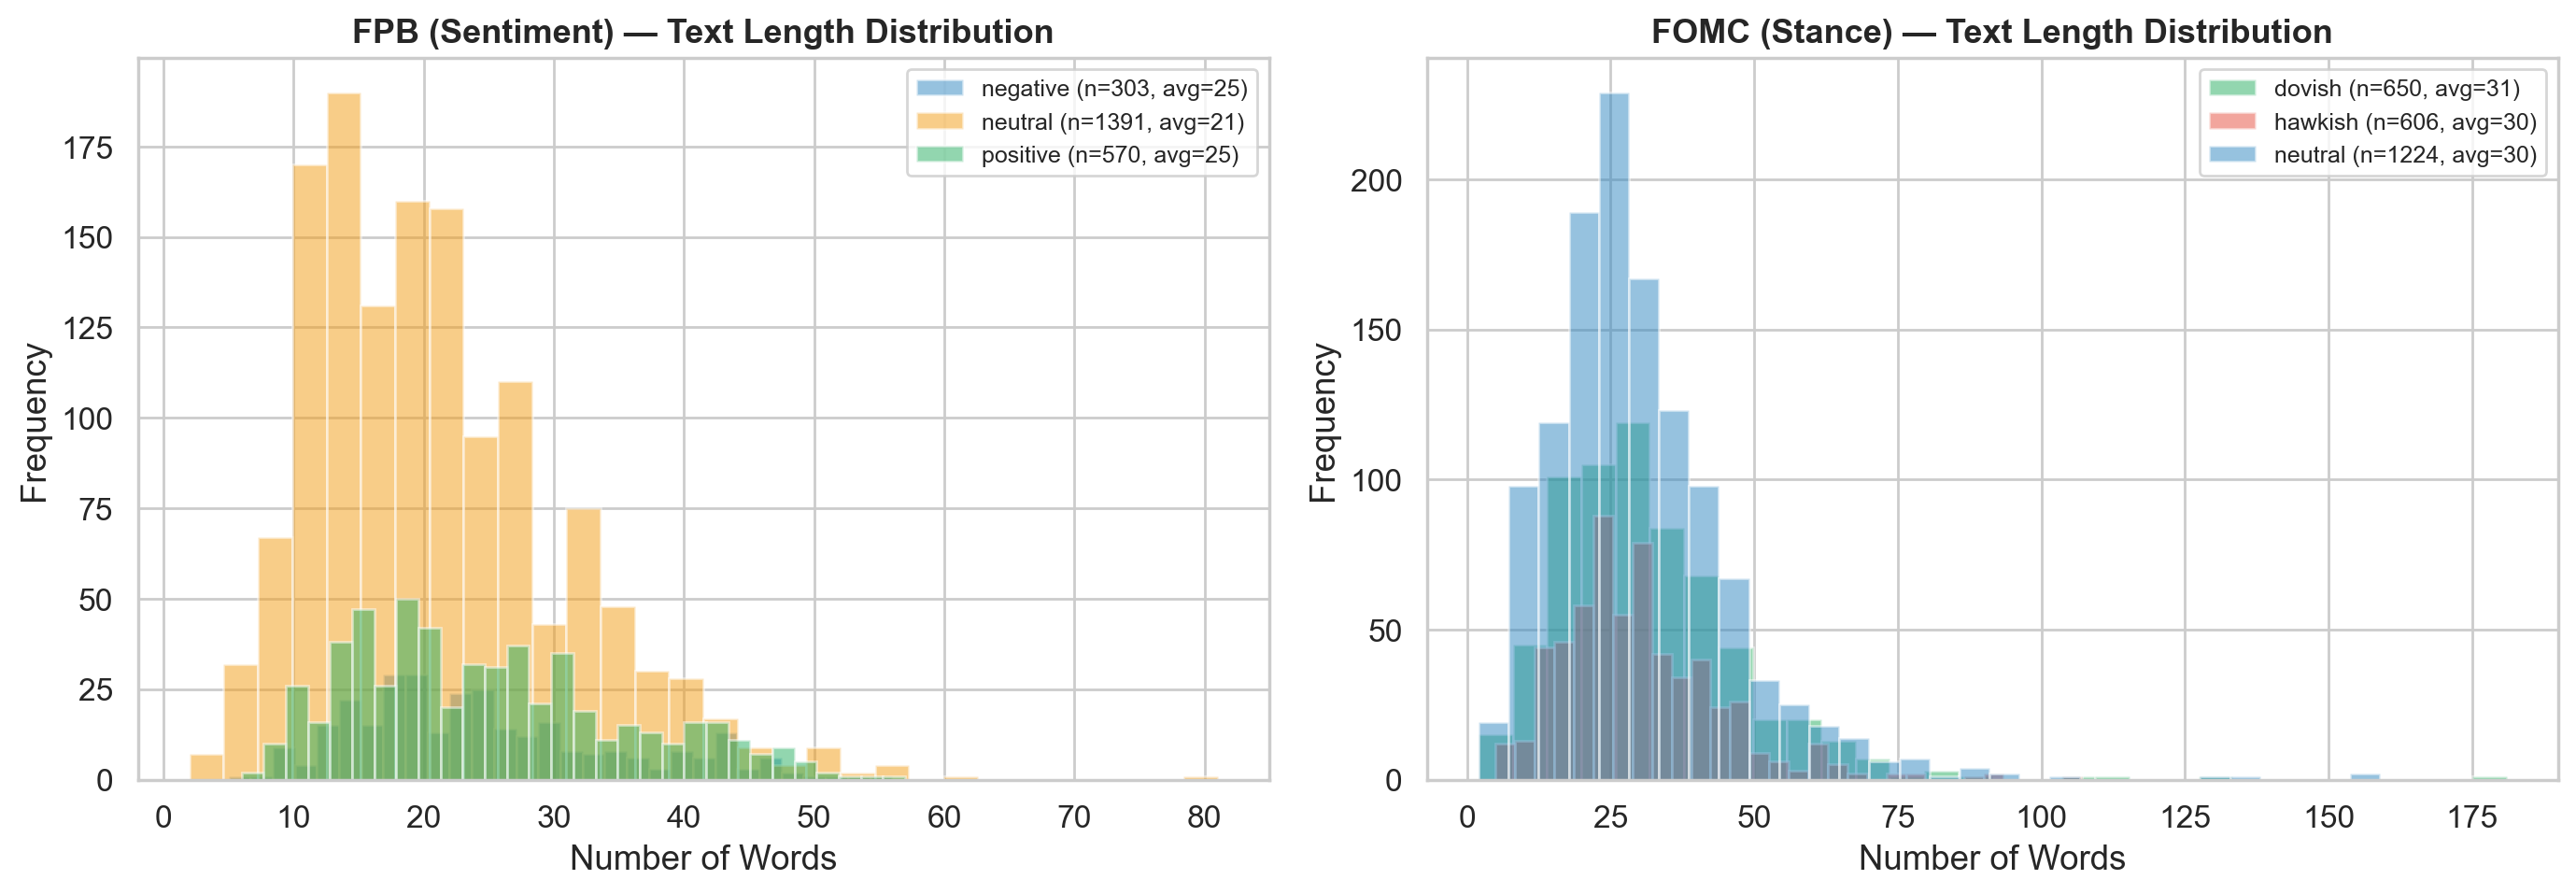 FPB (Sentiment) — Text Length Distribution
negative (n=303, avg=25)
neutral (n=1391, avg=21)
positive (n=570, avg=25)
175
150
125
100
75
50
25
0
Frequency
0 10 20 30 40 50 60 70 80
Number of Words
FOMC (Stance) — Text Length Distribution
dovish (n=650, avg=31)
hawkish (n=606, avg=30)
neutral (n=1224, avg=30)
200
150
100
50
0
Frequency
0 25 50 75 100 125 150 175
Number of Words